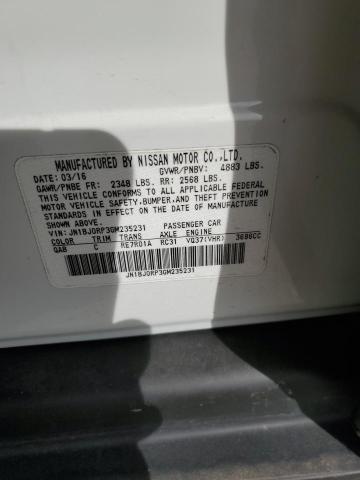 MANUFACTURED BY NISSAN MOTOR CO.,LTD.
DATE: 03/16 GVWR/PNBV: 4883 LBS.
GAWR/PNBE FR: 2348 LBS. RR: 2568 LBS.
THIS VEHICLE CONFORMS TO ALL APPLICABLE FEDERAL
MOTOR VEHICLE SAFETY, BUMPER, AND THEFT PREVENTION
STANDARDS IN EFFECT ON THE DATE OF MANUFACTURE
SHOWN ABOVE.
VIN: JN1BJ0RP3GM235231 PASSENGER CAR
COLOR TRIM TRANS AXLE ENGINE
QAB C RE7R01A RC31 VQ37(VHR) 3696CC
JN1BJ0RP3GM235231